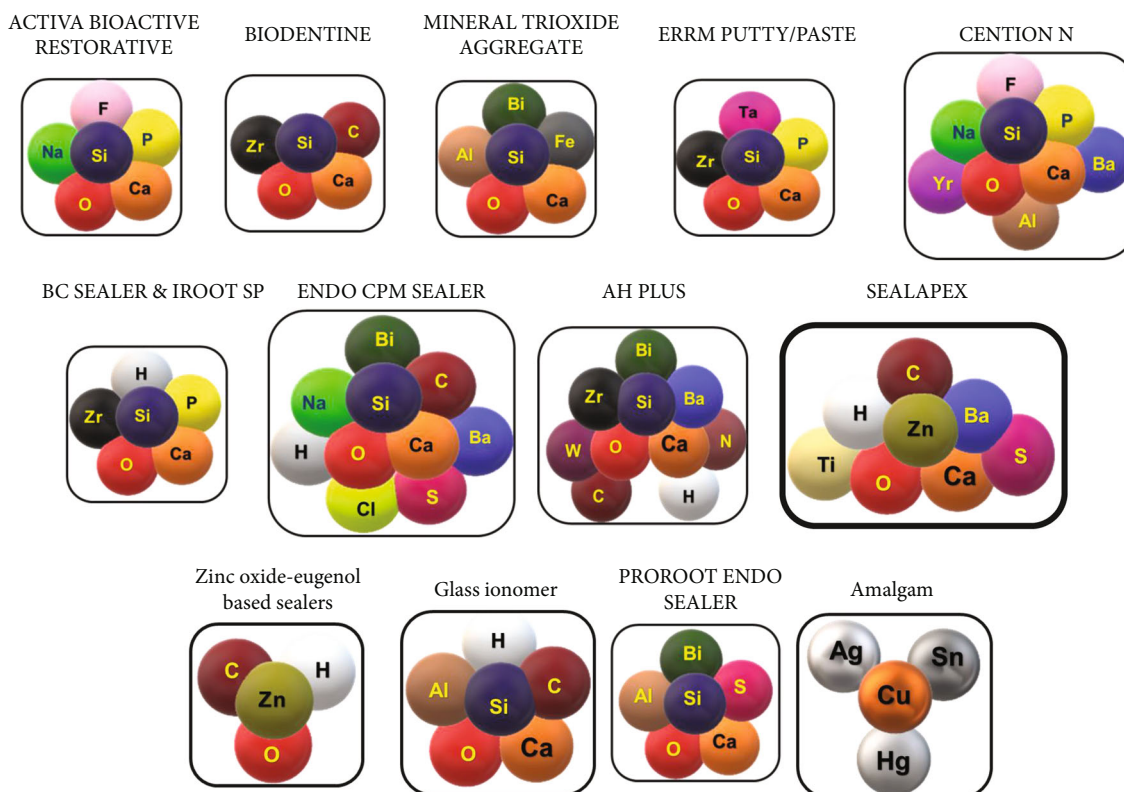 ACTIVA BIOACTIVE
RESTORATIVE
F
Na
Si
P
O
Ca
BIODENTINE
Zr
Si
C
O
Ca
MINERAL TRIOXIDE
AGGREGATE
Bi
Al
Si
Fe
O
Ca
ERRM PUTTY/PASTE
Ta
Zr
Si
P
O
Ca
CENTION N
F
Na
Si
P
Yr
O
Ca
Ba
Al
BC SEALER & IROOT SP
H
Zr
Si
P
O
Ca
ENDO CPM SEALER
Bi
Na
Si
C
H
O
Ca
Ba
Cl
S
AH PLUS
Bi
Zr
Si
Ba
W
O
Ca
N
C
H
SEALAPEX
C
H
Zn
Ba
Ti
O
Ca
S
Zinc oxide-eugenol
based sealers
C
Zn
H
O
Glass ionomer
H
Al
Si
C
O
Ca
PROROOT ENDO
SEALER
Bi
Al
Si
S
O
Ca
Amalgam
Ag
Sn
Cu
Hg